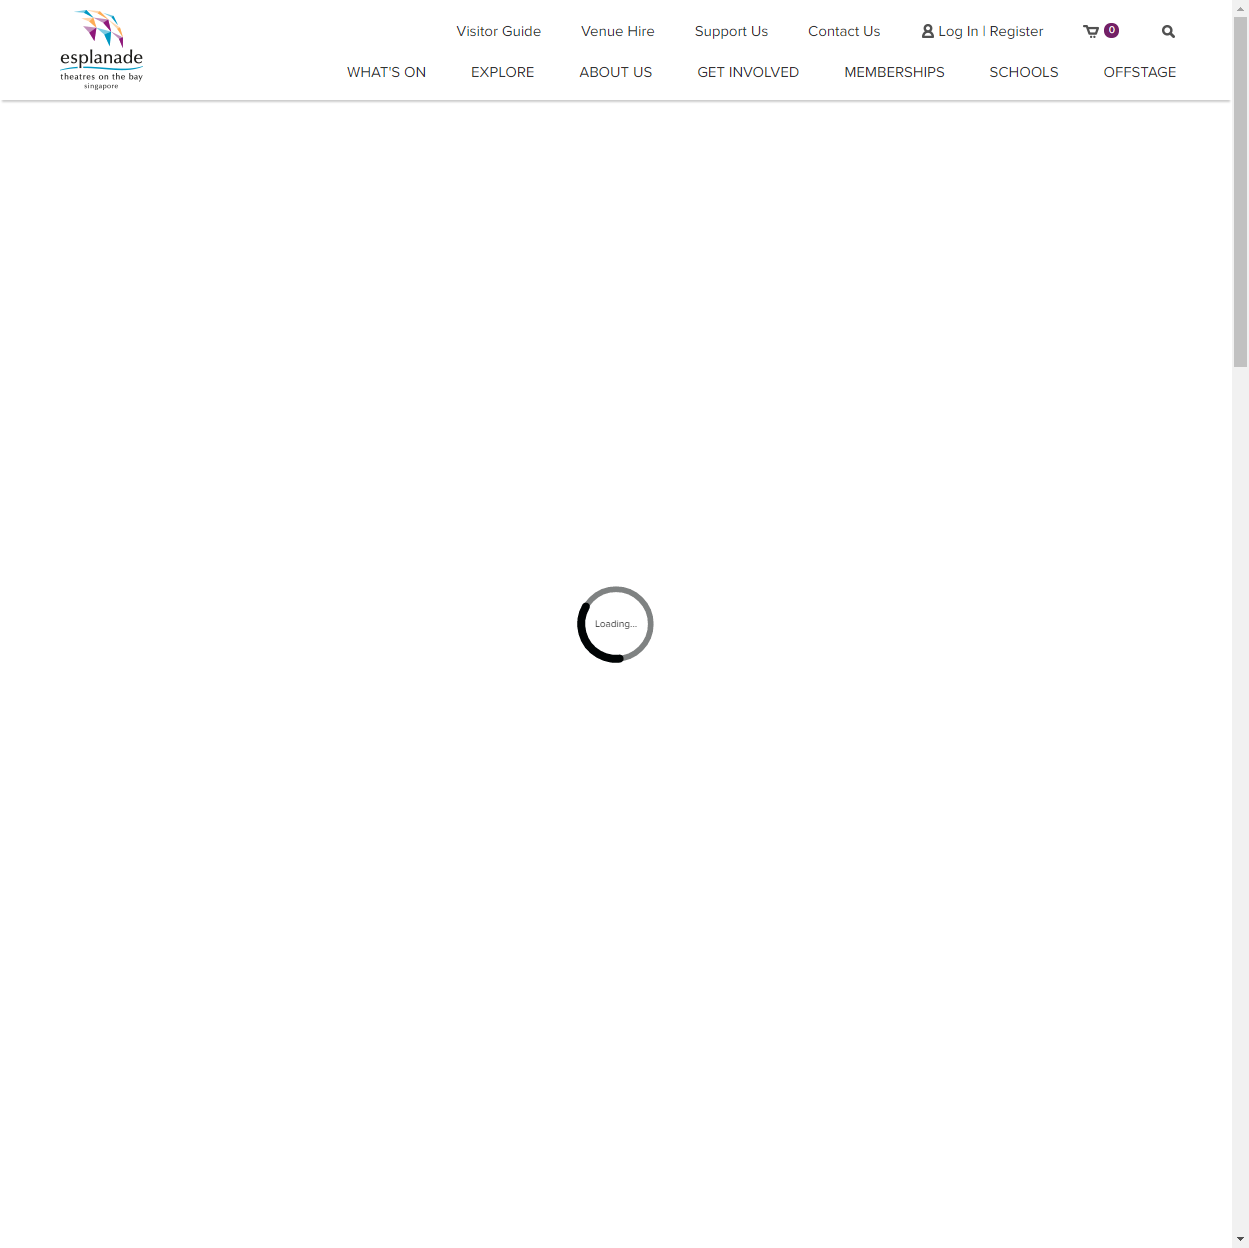 esplanade
theatres on the bay
singapore
Visitor Guide Venue Hire Support Us Contact Us Log In | Register 0
WHAT'S ON EXPLORE ABOUT US GET INVOLVED MEMBERSHIPS SCHOOLS OFFSTAGE
Loading...